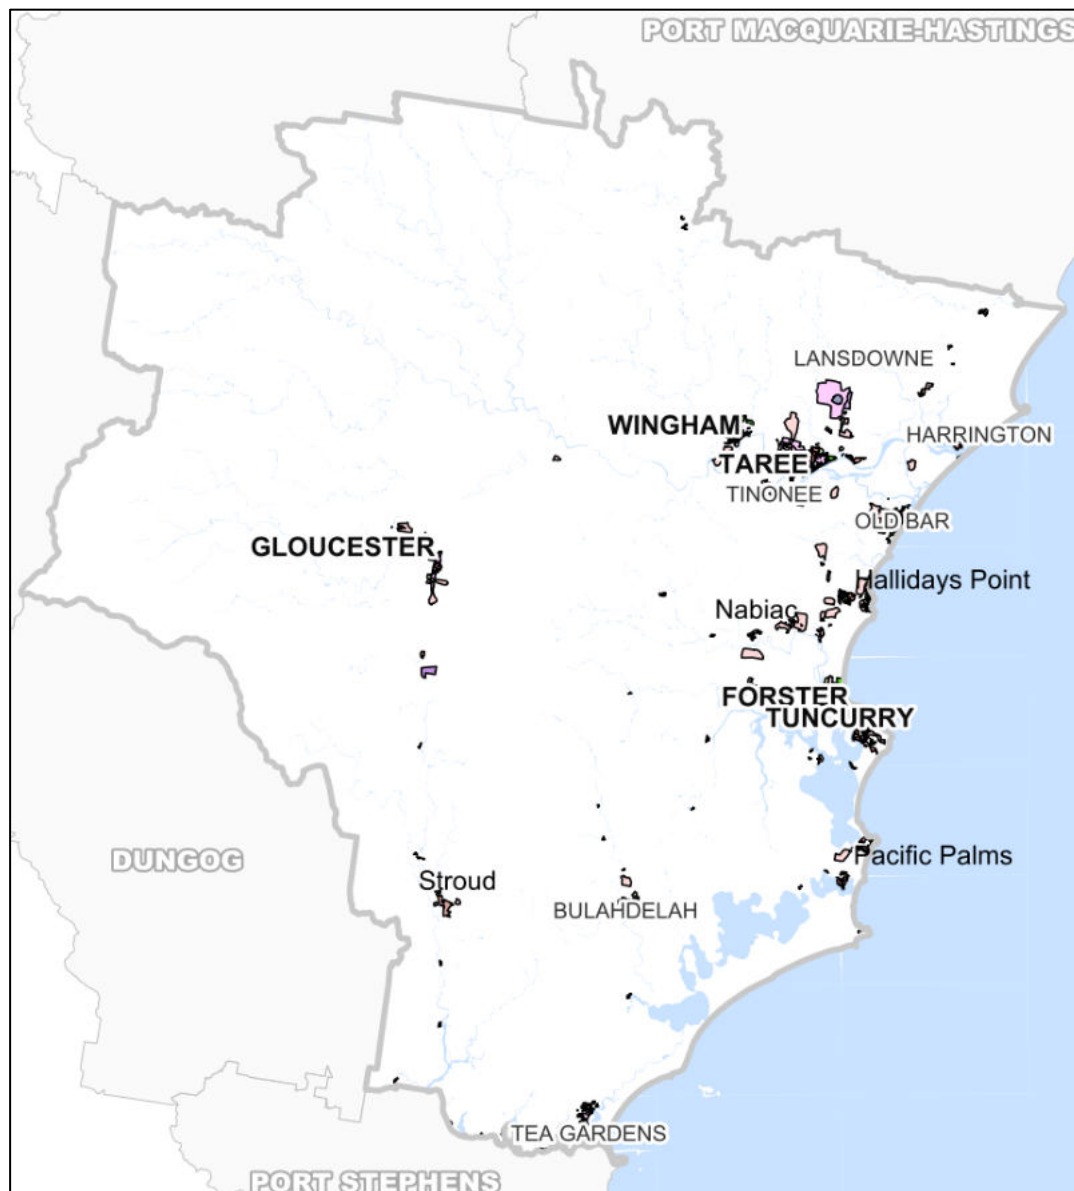 PORT MACQUARIE-HASTINGS
LANSDOWNE
WINGHAM
HARRINGTON
TAREE
TINONEE
OLD BAR
GLOUCESTER
Hallidays Point
Nabiac
FORSTER
TUNCURRY
DUNGOG
Pacific Palms
Stroud
BULAHDELAH
TEA GARDENS
PORT STEPHENS